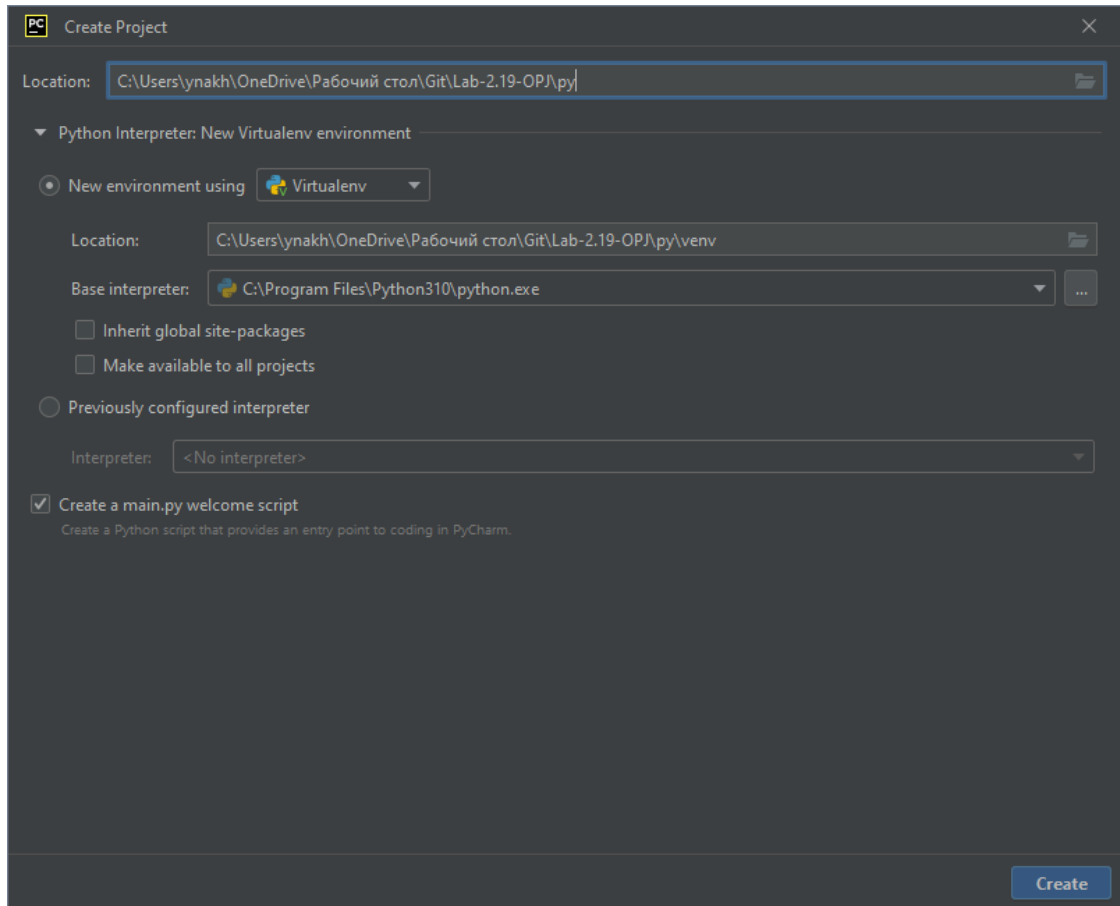 PC Create Project
Location: C:\Users\ynakh\OneDrive\Рабочий стол\Git\Lab-2.19-OPJ\py
Python Interpreter: New Virtualenv environment
New environment using Virtualenv
Location: C:\Users\ynakh\OneDrive\Рабочий стол\Git\Lab-2.19-OPJ\py\venv
Base interpreter: C:\Program Files\Python310\python.exe ...
Inherit global site-packages
Make available to all projects
Previously configured interpreter
Interpreter: <No interpreter>
Create a main.py welcome script
Create a Python script that provides an entry point to coding in PyCharm.
Create